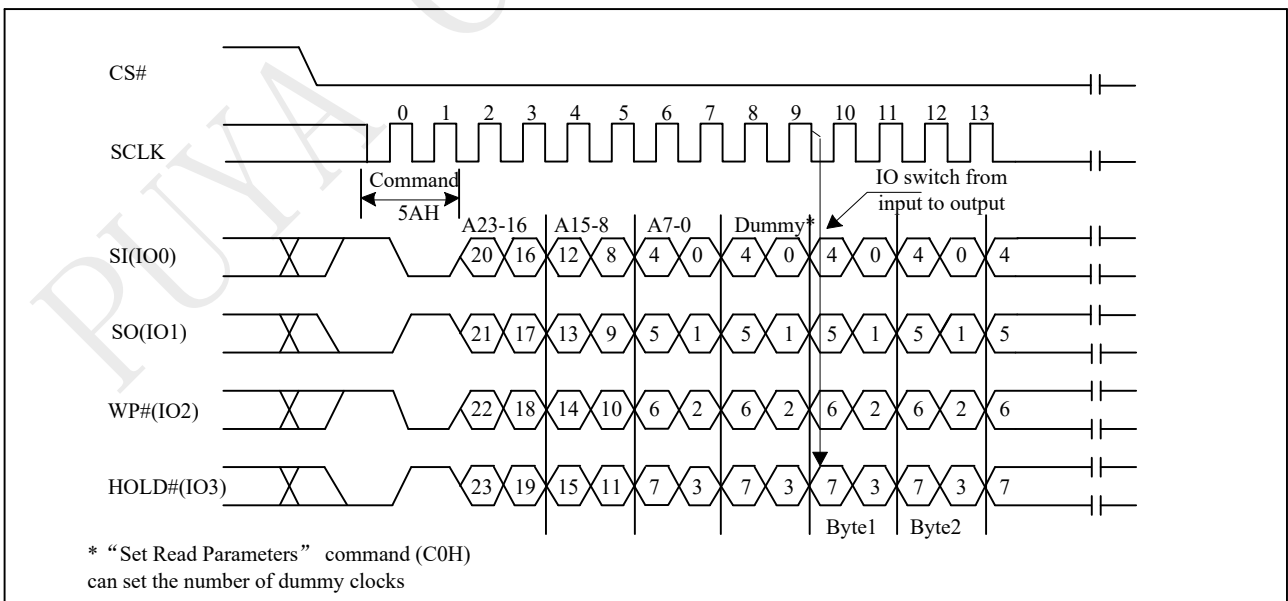 PUYA
CS#
0 1 2 3 4 5 6 7 8 9 10 11 12 13
SCLK
Command
5AH
IO switch from
input to output
A23-16 A15-8 A7-0 Dummy*
SI(IO0) 20 16 12 8 4 0 4 0 4 0 4 0 4
SO(IO1) 21 17 13 9 5 1 5 1 5 1 5 1 5
WP#(IO2) 22 18 14 10 6 2 6 2 6 2 6 2 6
HOLD#(IO3) 23 19 15 11 7 3 7 3 7 3 7 3 7
Byte1 Byte2
* “Set Read Parameters” command (C0H)
can set the number of dummy clocks